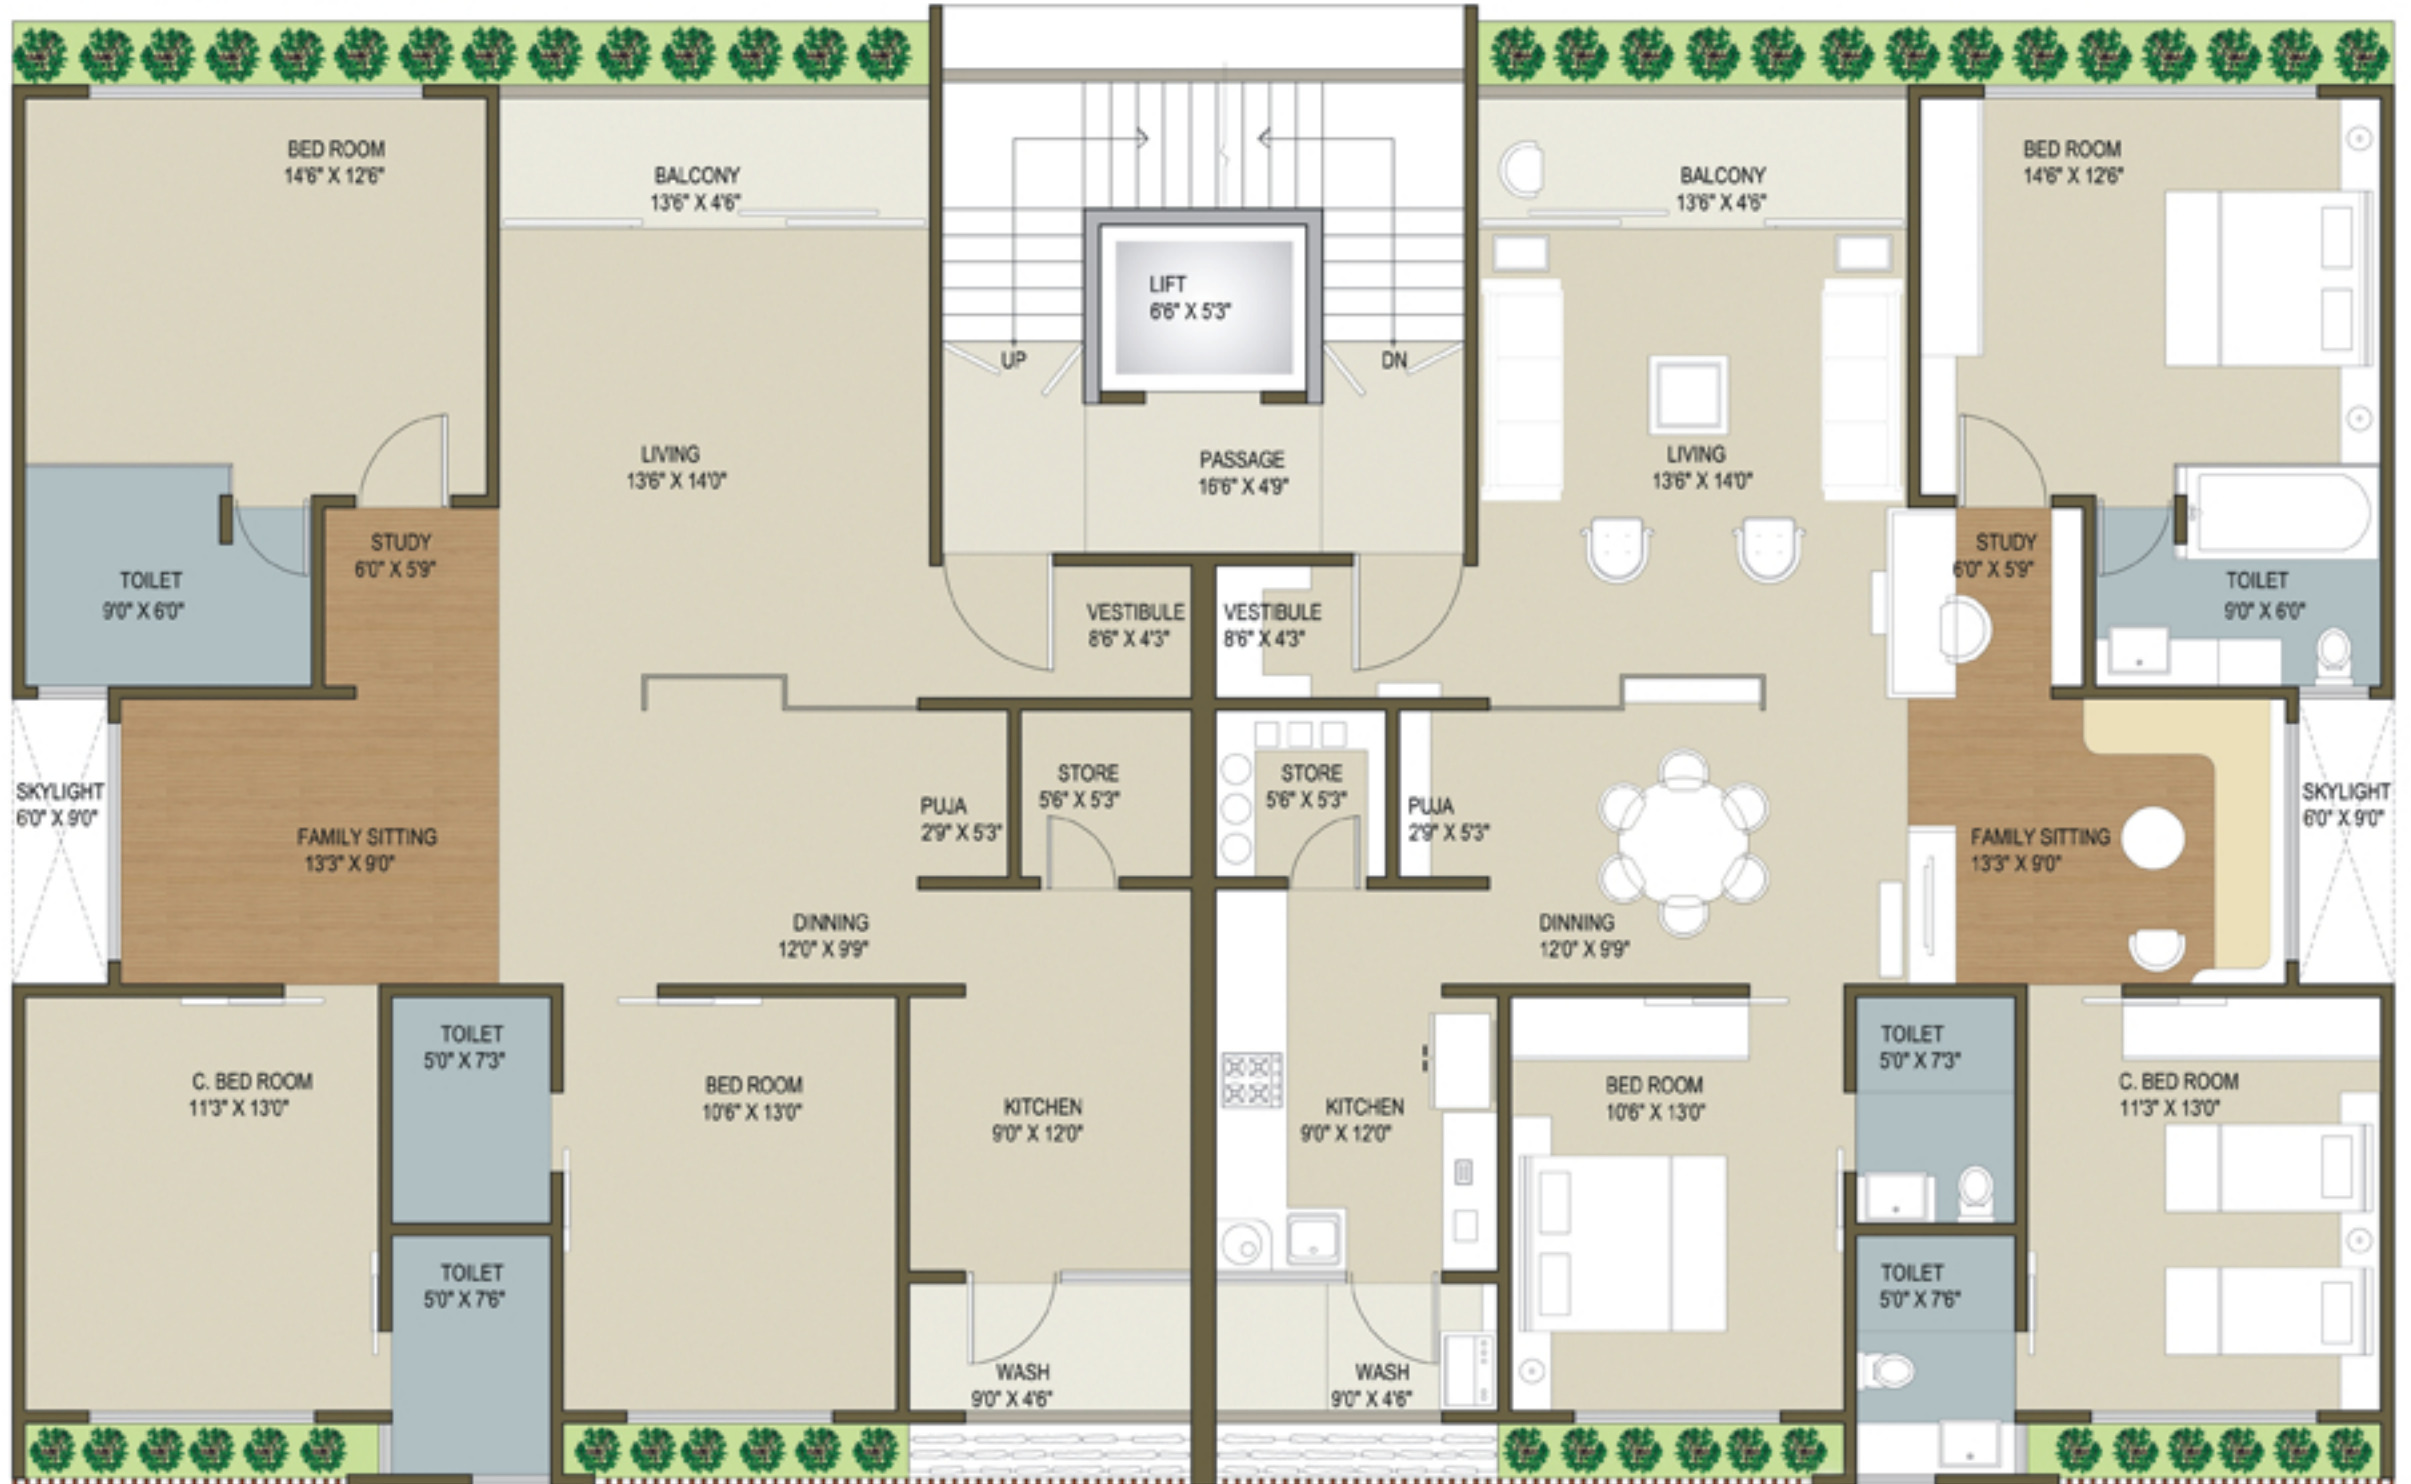 BED ROOM
14'6" X 12'6"
BALCONY
13'6" X 4'6"
BALCONY
13'6" X 4'6"
BED ROOM
14'6" X 12'6"
LIFT
6'6" X 5'3"
UP
DN
LIVING
13'6" X 14'0"
PASSAGE
16'6" X 4'9"
LIVING
13'6" X 14'0"
STUDY
6'0" X 5'9"
STUDY
6'0" X 5'9"
TOILET
9'0" X 6'0"
VESTIBULE
8'6" X 4'3"
VESTIBULE
8'6" X 4'3"
TOILET
9'0" X 6'0"
SKYLIGHT
6'0" X 9'0"
FAMILY SITTING
13'3" X 9'0"
PUJA
2'9" X 5'3"
STORE
5'6" X 5'3"
STORE
5'6" X 5'3"
PUJA
2'9" X 5'3"
FAMILY SITTING
13'3" X 9'0"
SKYLIGHT
6'0" X 9'0"
DINNING
12'0" X 9'9"
DINNING
12'0" X 9'9"
C. BED ROOM
11'3" X 13'0"
TOILET
5'0" X 7'3"
BED ROOM
10'6" X 13'0"
KITCHEN
9'0" X 12'0"
KITCHEN
9'0" X 12'0"
BED ROOM
10'6" X 13'0"
TOILET
5'0" X 7'3"
C. BED ROOM
11'3" X 13'0"
TOILET
5'0" X 7'6"
TOILET
5'0" X 7'6"
WASH
9'0" X 4'6"
WASH
9'0" X 4'6"